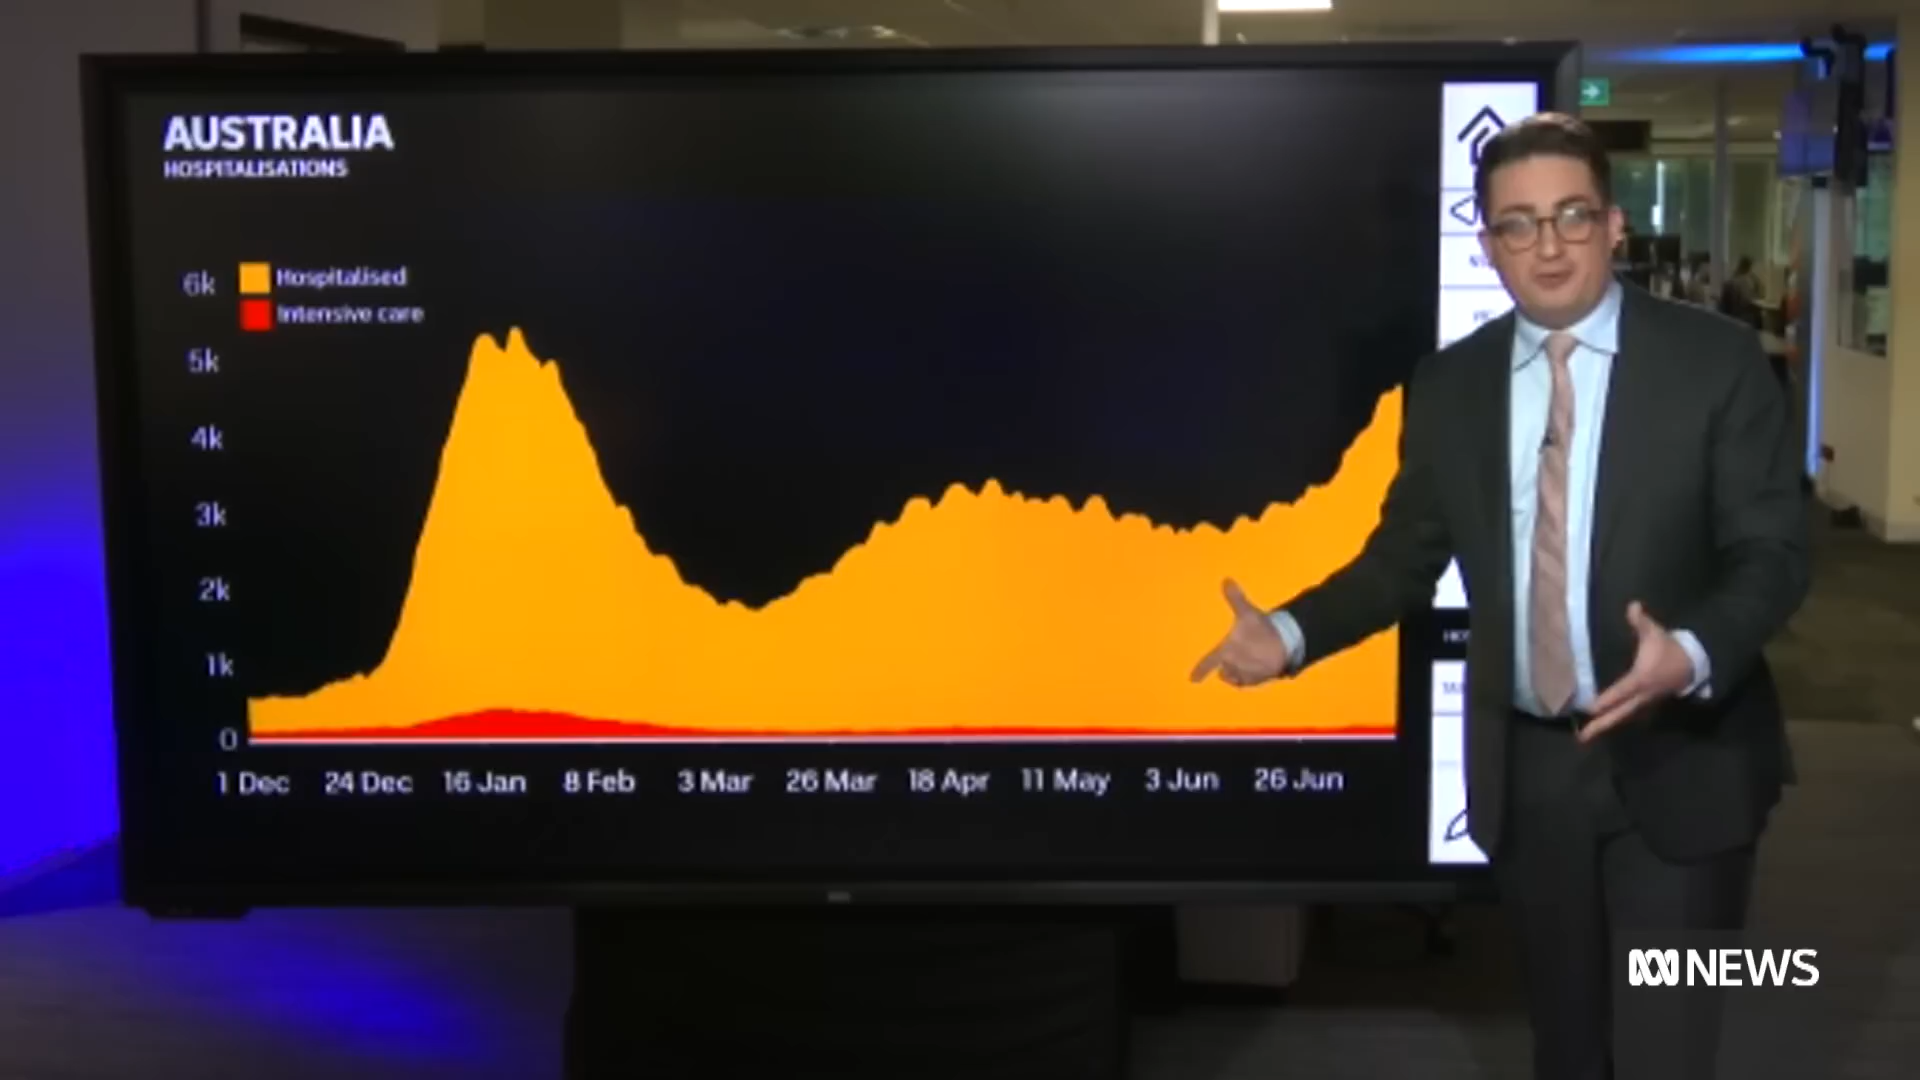 AUSTRALIA
HOSPITALISATIONS
Hospitalised
Intensive care
6k
5k
4k
3k
2k
1k
0
1 Dec 24 Dec 16 Jan 8 Feb 3 Mar 26 Mar 18 Apr 11 May 3 Jun 26 Jun
NEWS